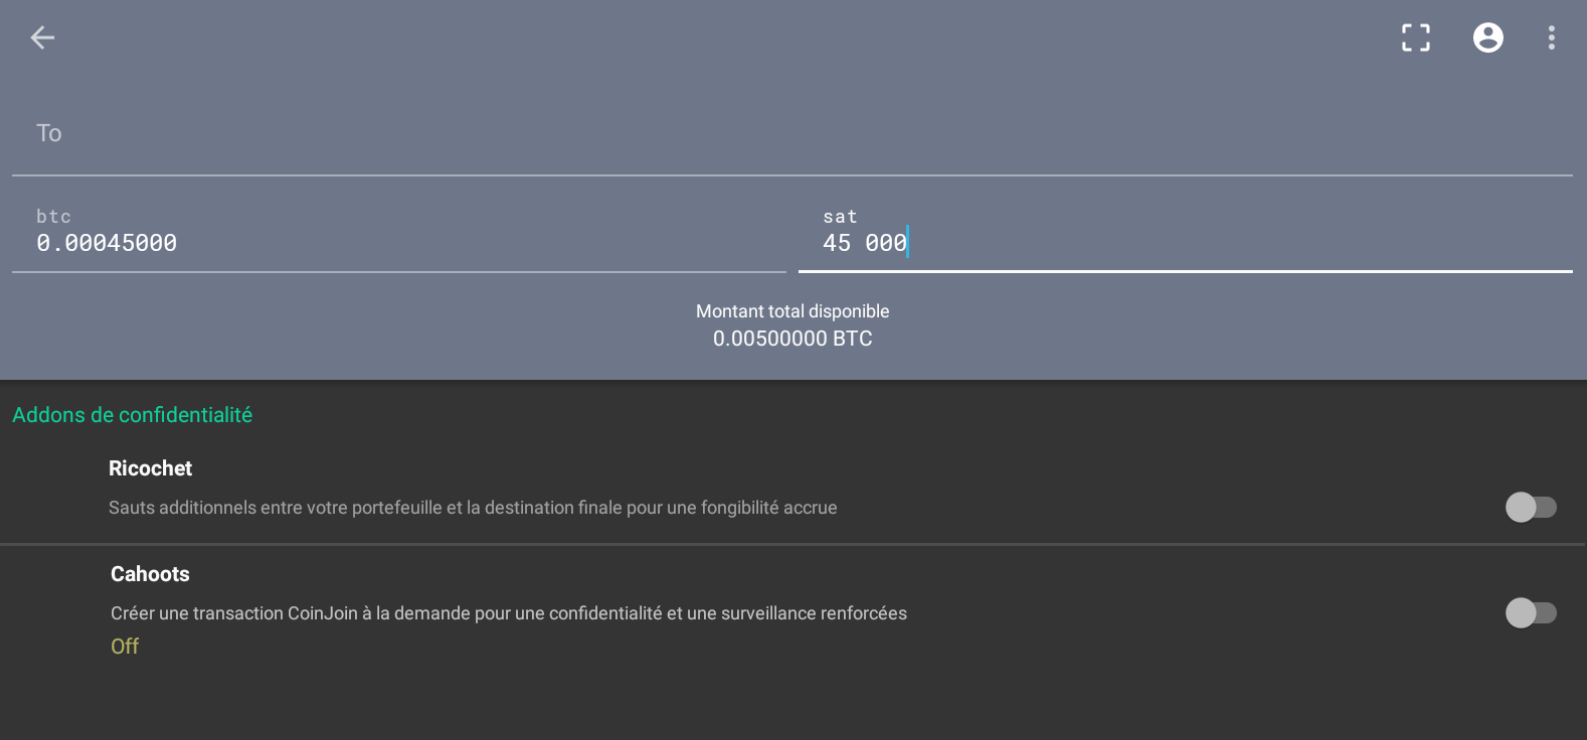 To
btc
0.00045000
sat
45 000
Montant total disponible
0.00500000 BTC
Addons de confidentialité
Ricochet
Sauts additionnels entre votre portefeuille et la destination finale pour une fongibilité accrue
Cahoots
Créer une transaction CoinJoin à la demande pour une confidentialité et une surveillance renforcées
Off